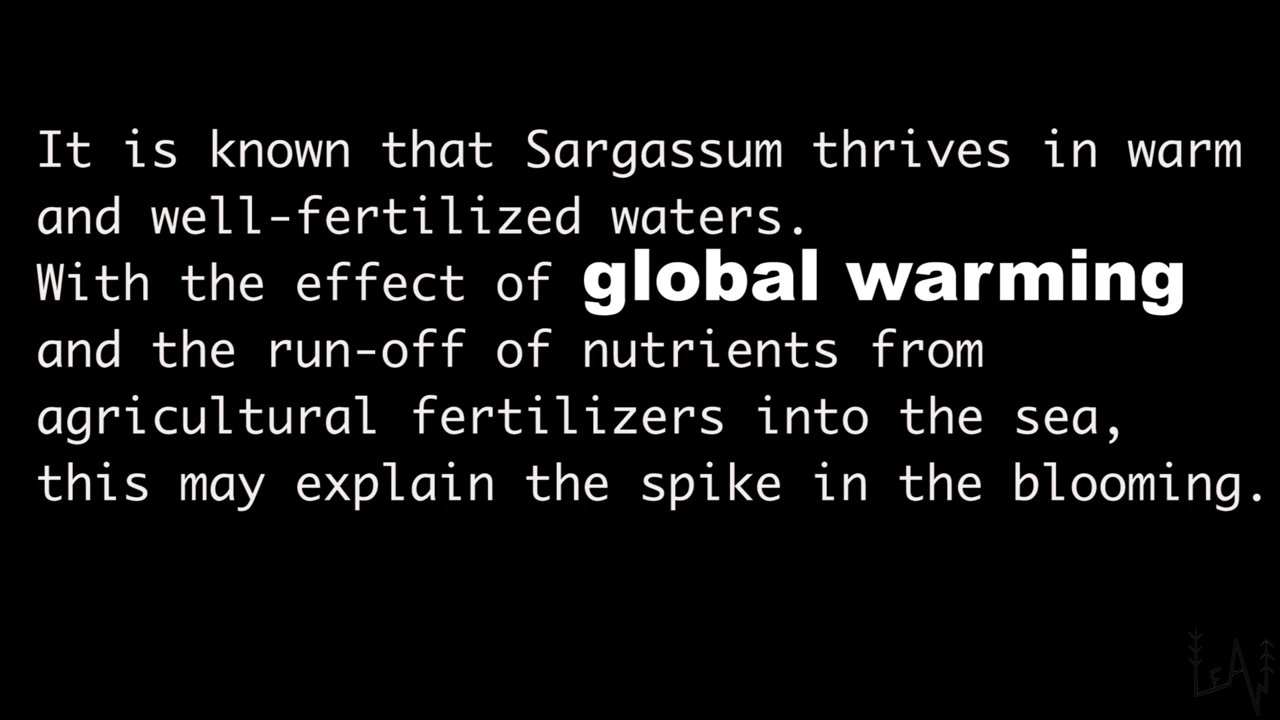 It is known that Sargassum thrives in warm
and well-fertilized waters.
With the effect of global warming
and the run-off of nutrients from
agricultural fertilizers into the sea,
this may explain the spike in the blooming.